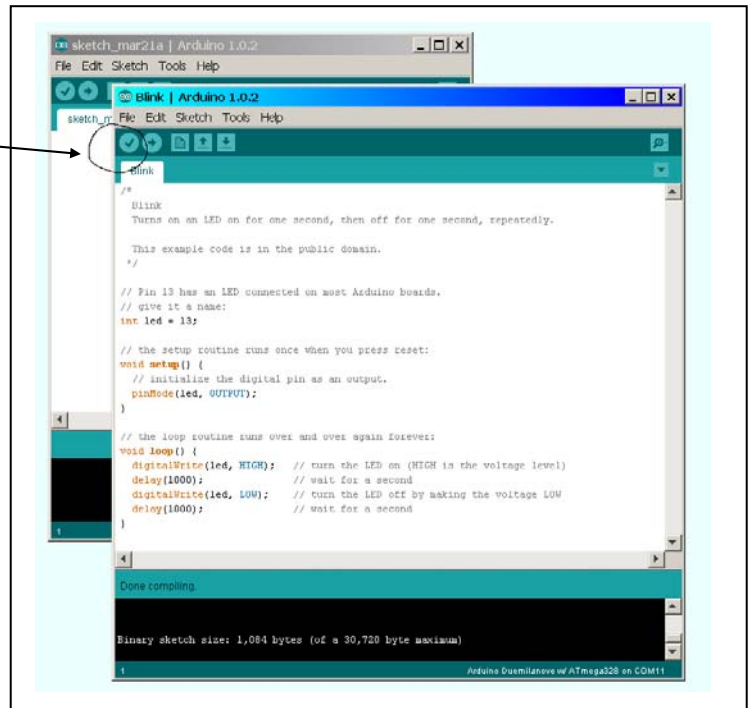 sketch_mar21a | Arduino 1.0.2
File Edit Sketch Tools Help
sketch_m
Blink | Arduino 1.0.2
File Edit Sketch Tools Help
Blink
/*
Blink
Turns on an LED on for one second, then off for one second, repeatedly.
This example code is in the public domain.
*/
// Pin 13 has an LED connected on most Arduino boards.
// give it a name:
int led = 13;
// the setup routine runs once when you press reset:
void setup() {
// initialize the digital pin as an output.
pinMode(led, OUTPUT);
}
// the loop routine runs over and over again forever:
void loop() {
digitalWrite(led, HIGH);   // turn the LED on (HIGH is the voltage level)
delay(1000);               // wait for a second
digitalWrite(led, LOW);    // turn the LED off by making the voltage LOW
delay(1000);               // wait for a second
}
Done compiling.
Binary sketch size: 1,084 bytes (of a 30,720 byte maximum)
1
1
Arduino Duemilanove w/ ATmega328 on COM11